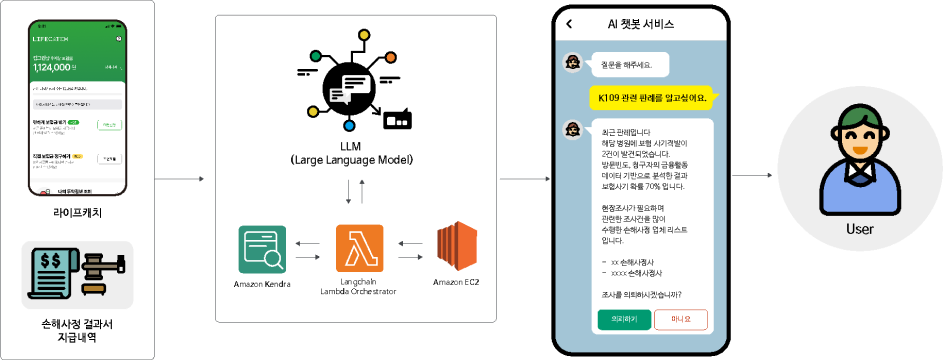 LIFECATCH
1,124,000 원
라이프캐치
$$
손해사정 결과서
지급내역
LLM
(Large Language Model)
Amazon Kendra
Langchain
Lambda Orchestrator
Amazon EC2
AI 챗봇 서비스
질문을 해주세요.
K109 관련 판례를 알고싶어요.
최근 판례입니다
해당 병원에 보험 사기적발이
2건이 발견되었습니다.
방문빈도, 청구자의 금융활동
데이터 기반으로 분석한 결과
보험사기 확률 70% 입니다.
현장조사가 필요하며
관련한 조사건을 많이
수행한 손해사정 업체 리스트
입니다.
- xx 손해사정사
- xxxx 손해사정사
조사를 의뢰하시겠습니까?
의뢰하기
아니요
User